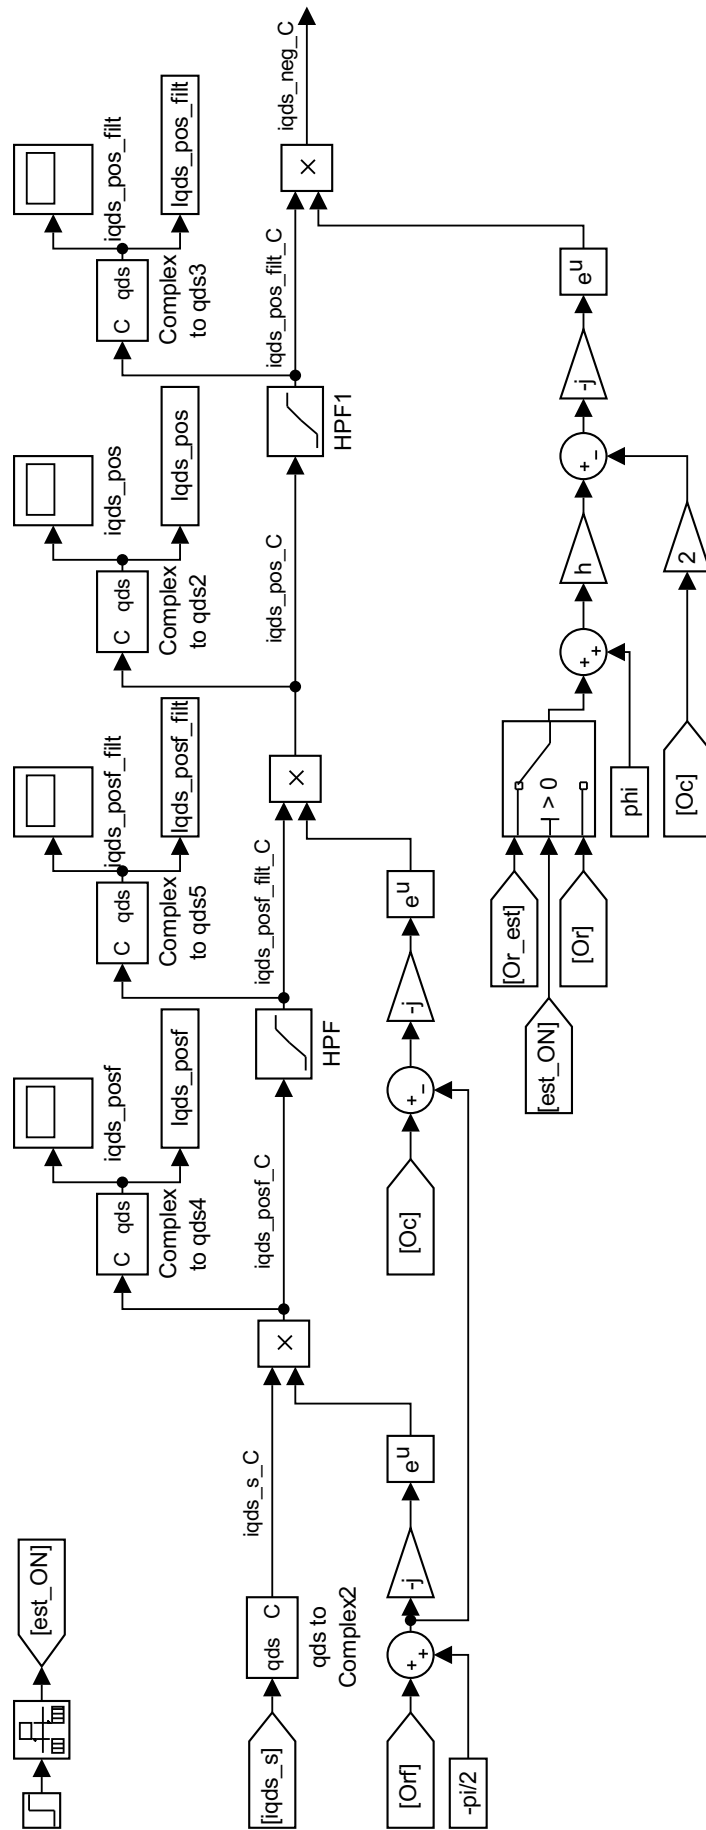 [est_ON]
iqds_posf
iqds_posf_filt
iqds_pos
iqds_pos_filt
C qds
C qds
C qds
C qds
Complex
to qds4
Complex
to qds5
Complex
to qds2
Complex
to qds3
Iqds_posf
Iqds_posf_filt
Iqds_pos
Iqds_pos_filt
[iqds_s]
qds C
qds to
Complex2
iqds_s_C
×
iqds_posf_C
HPF
iqds_posf_filt_C
×
iqds_pos_C
HPF1
iqds_pos_filt_C
×
iqds_neg_C
[Orf]
-pi/2
+ +
-j
e^u
[Oc]
+ -
-j
e^u
[Or_est]
[est_ON]
[Or]
> 0
phi
+ +
h
+ -
-j
e^u
[Oc]
2